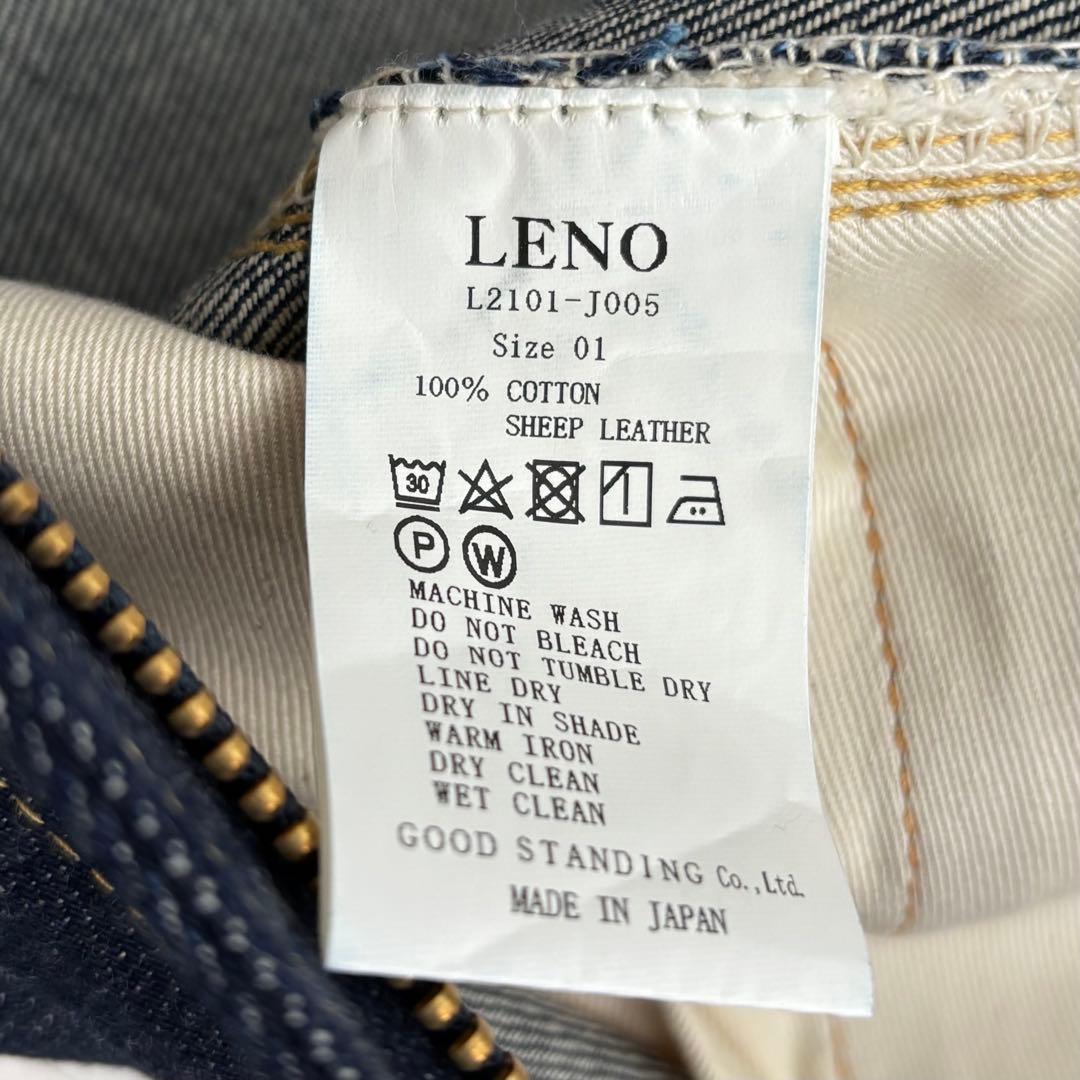 LENO
L2101-J005
Size 01
100% COTTON
SHEEP LEATHER
30
P W
MACHINE WASH
DO NOT BLEACH
DO NOT TUMBLE DRY
LINE DRY
DRY IN SHADE
WARM IRON
DRY CLEAN
WET CLEAN
GOOD STANDING Co.,Ltd.
MADE IN JAPAN